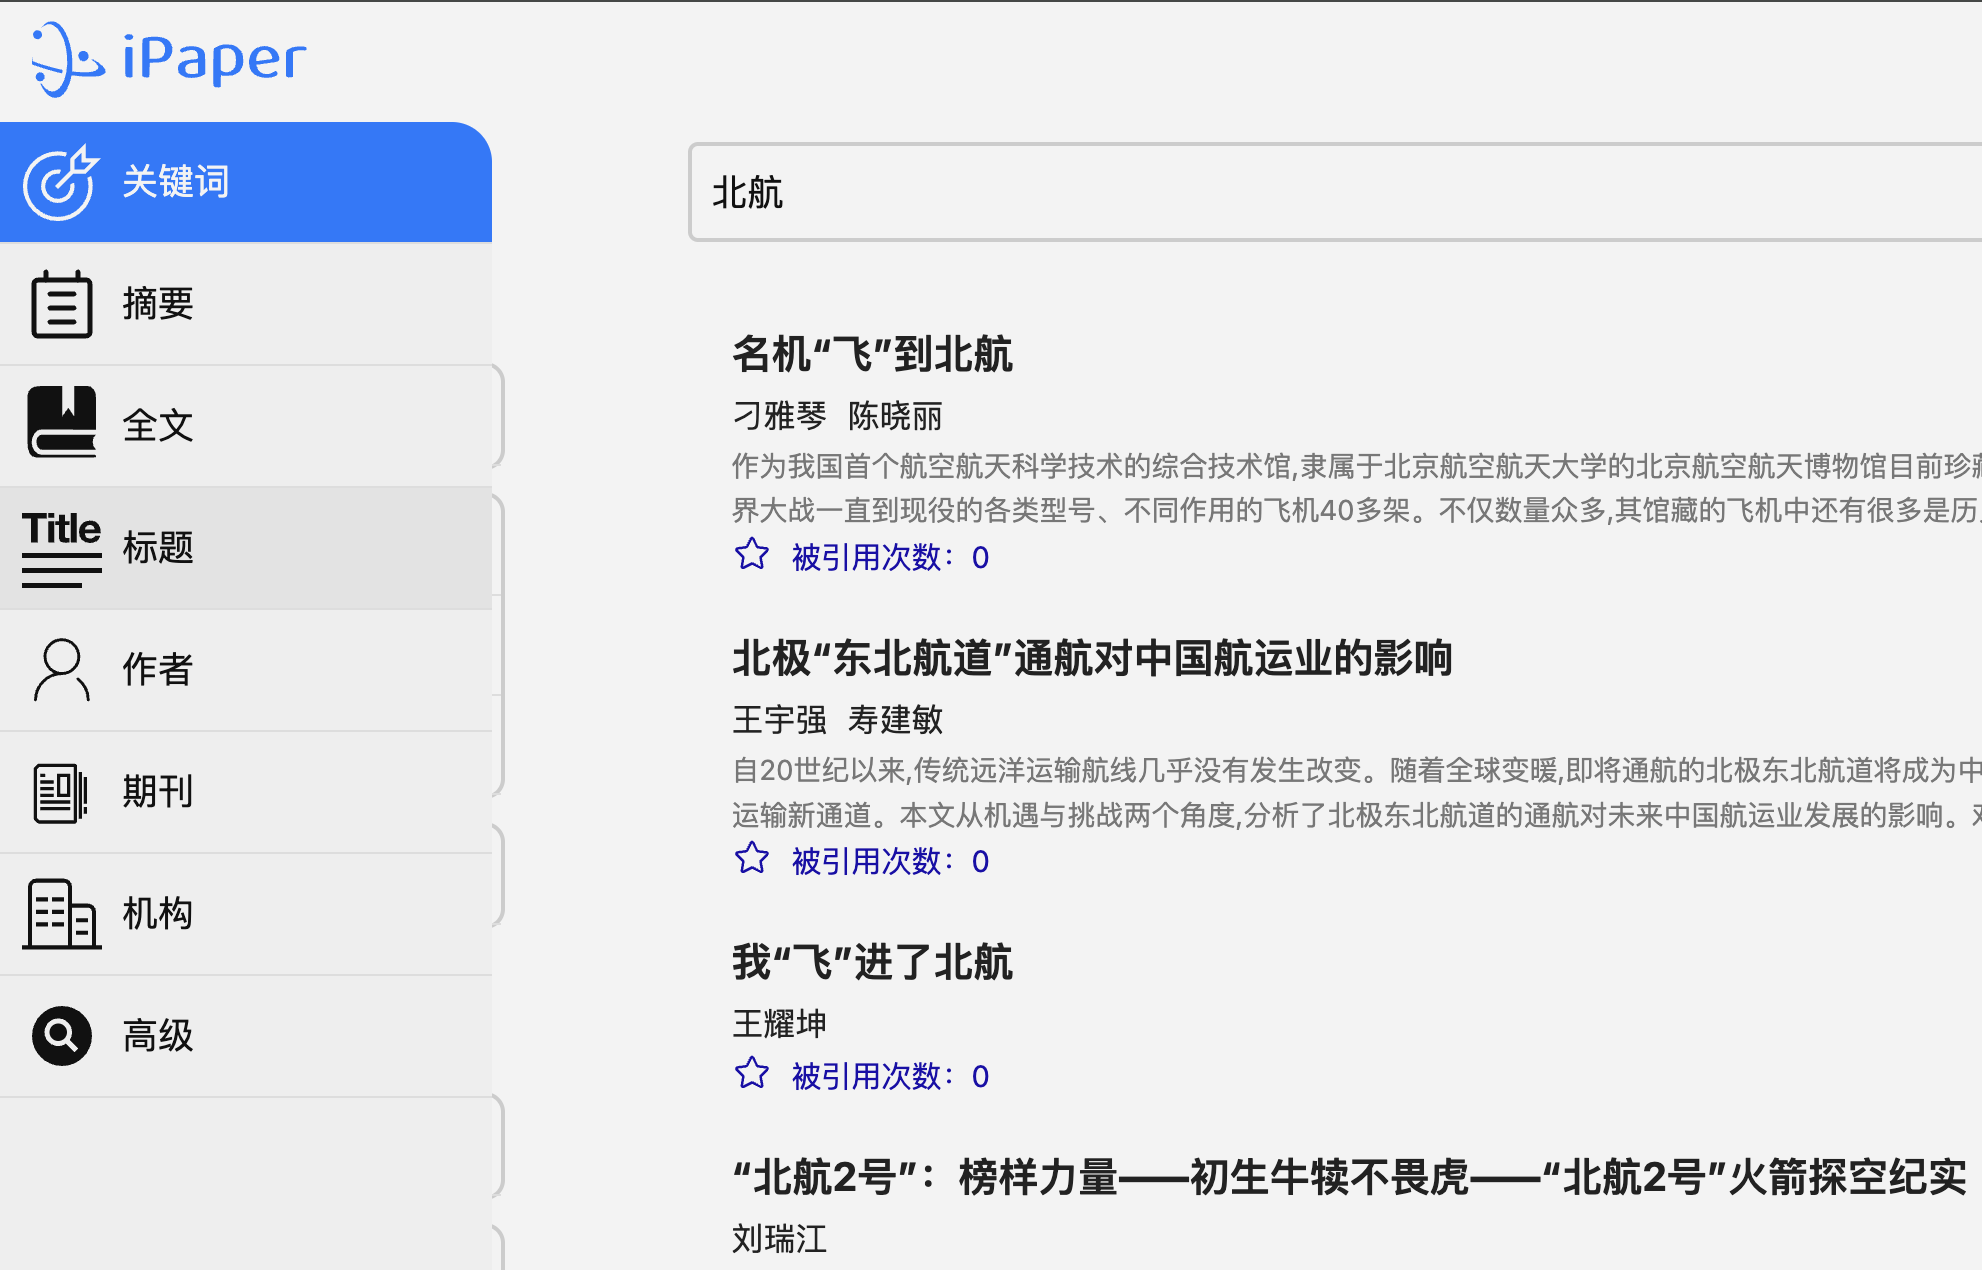 iPaper
关键词
摘要
全文
Title
标题
作者
期刊
机构
高级
北航
名机“飞”到北航
刁雅琴 陈晓丽
作为我国首个航空航天科学技术的综合技术馆,隶属于北京航空航天大学的北京航空航天博物馆目前珍藏
界大战一直到现役的各类型号、不同作用的飞机40多架。不仅数量众多,其馆藏的飞机中还有很多是历
被引用次数：0
北极“东北航道”通航对中国航运业的影响
王宇强 寿建敏
自20世纪以来,传统远洋运输航线几乎没有发生改变。随着全球变暖,即将通航的北极东北航道将成为中
运输新通道。本文从机遇与挑战两个角度,分析了北极东北航道的通航对未来中国航运业发展的影响。
被引用次数：0
我“飞”进了北航
王耀坤
被引用次数：0
“北航2号”：榜样力量——初生牛犊不畏虎——“北航2号”火箭探空纪实
刘瑞江